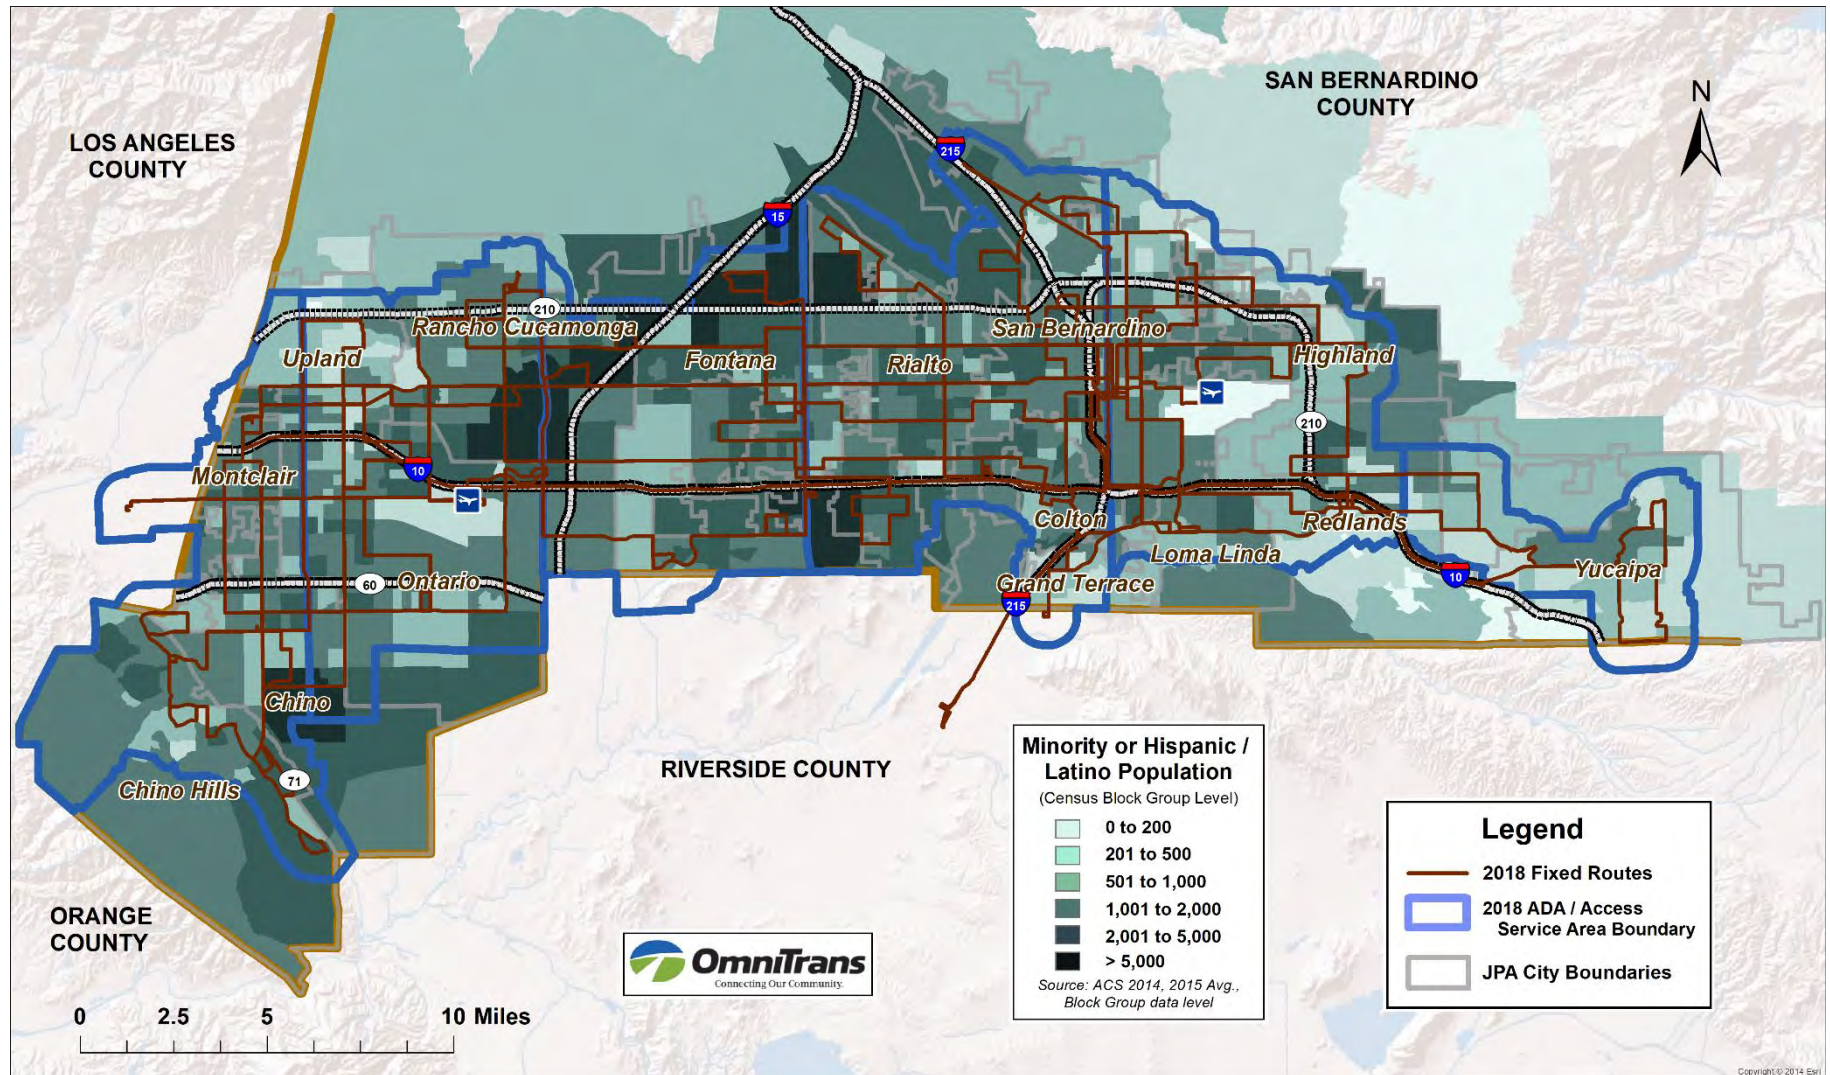 SAN BERNARDINO
COUNTY
N
LOS ANGELES
COUNTY
215
15
210
Rancho Cucamonga
San Bernardino
Upland
Fontana
Rialto
Highland
210
Montclair
10
Colton
Redlands
Loma Linda
Yucaipa
60
Ontario
Grand Terrace
10
215
Chino
RIVERSIDE COUNTY
71
Chino Hills
ORANGE
COUNTY
Minority or Hispanic /
Latino Population
(Census Block Group Level)
0 to 200
201 to 500
501 to 1,000
1,001 to 2,000
2,001 to 5,000
> 5,000
Source: ACS 2014, 2015 Avg.,
Block Group data level
Legend
2018 Fixed Routes
2018 ADA / Access
Service Area Boundary
JPA City Boundaries
OmniTrans
Connecting Our Community.
0 2.5 5 10 Miles
Copyright:© 2014 Esri